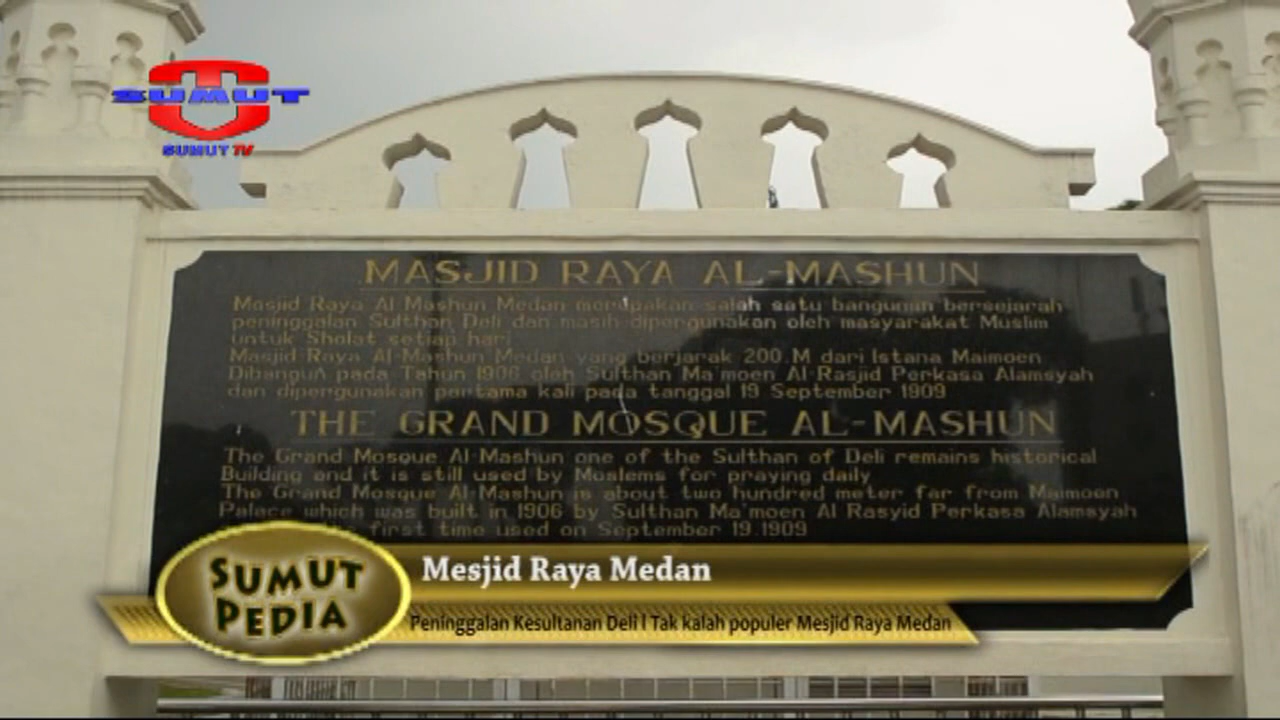 SUMUT
SUMUT TV
MASJID RAYA AL-MASHUN
Masjid Raya Al Mashun Medan merupakan salah satu bangunan bersejarah
peninggalan Sulthan Deli dan masih dipergunakan oleh masyarakat Muslim
untuk Sholat setiap hari
Masjid Raya Al-Mashun Medan yang berjarak 200.M dari Istana Maimoen
Dibangun pada Tahun 1906 oleh Sulthan Ma'moen Al-Rasjid Perkasa Alamsyah
dan dipergunakan pertama kali pada tanggal 19 September 1909
THE GRAND MOSQUE AL-MASHUN
The Grand Mosque Al-Mashun one of the Sulthan of Deli remains historical
Building and it is still used by Moslems for praying daily
The Grand Mosque Al-Mashun is about two hundred meter far from Maimoen
Palace which was built in 1906 by Sulthan Ma'moen Al Rasyid Perkasa Alamsyah
first time used on September 19.1909
SUMUT
PEDIA
Mesjid Raya Medan
Peninggalan Kesultanan Deli | Tak kalah populer Mesjid Raya Medan